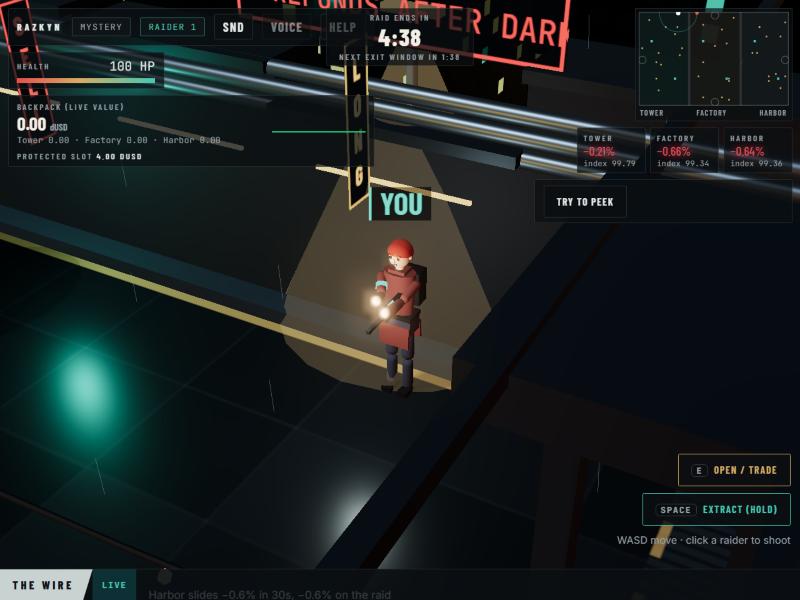 REFUNDS AFTER DARK
RAZKYN
MYSTERY
RAIDER 1
SND
VOICE
HELP
RAID ENDS IN
4:38
NEXT EXIT WINDOW IN 1:38
HEALTH
100 HP
BACKPACK (LIVE VALUE)
0.00 dUSD
Tower 0.00 · Factory 0.00 · Harbor 0.00
PROTECTED SLOT 4.00 DUSD
LONG
TOWER
FACTORY
HARBOR
TOWER
−0.21%
index 99.79
FACTORY
−0.66%
index 99.34
HARBOR
−0.64%
index 99.36
TRY TO PEEK
YOU
E OPEN / TRADE
SPACE EXTRACT (HOLD)
WASD move · click a raider to shoot
THE WIRE
LIVE
Harbor slides −0.6% in 30s, −0.6% on the raid